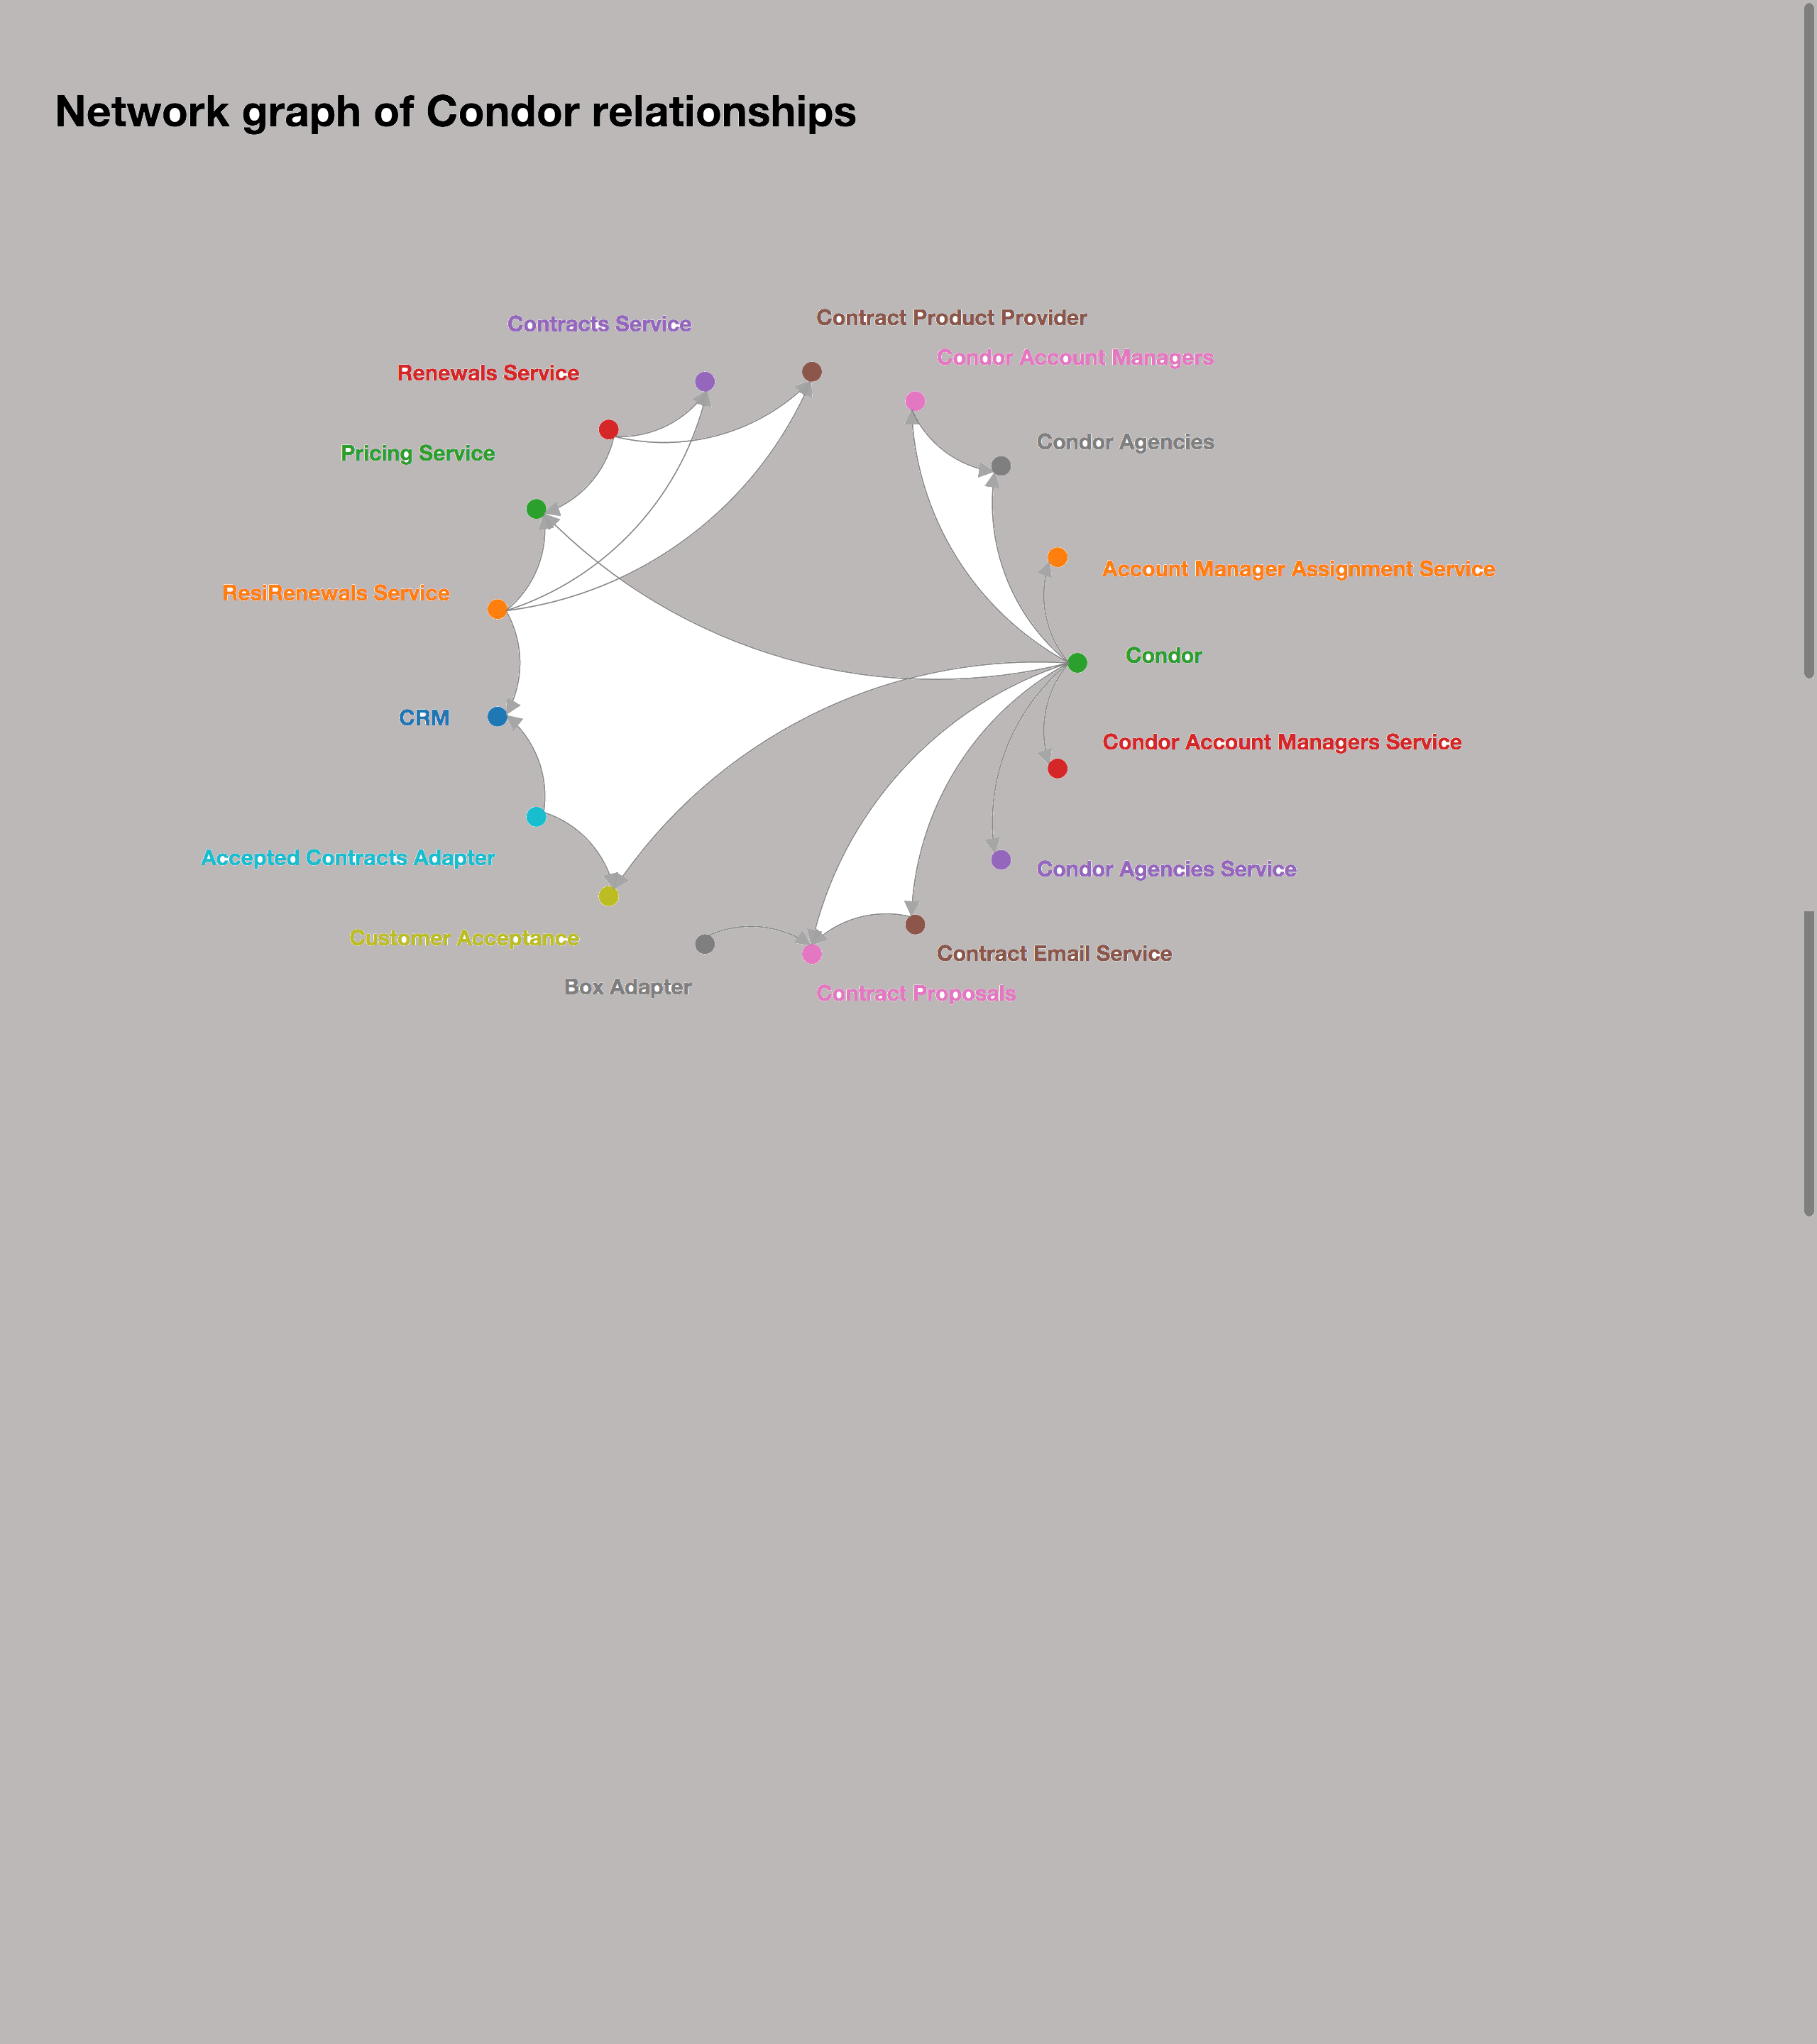 Network graph of Condor relationships
Contract Product Provider
Contracts Service
Condor Account Managers
Renewals Service
Condor Agencies
Pricing Service
Account Manager Assignment Service
ResiRenewals Service
Condor
CRM
Condor Account Managers Service
Accepted Contracts Adapter
Condor Agencies Service
Customer Acceptance
Contract Email Service
Box Adapter
Contract Proposals